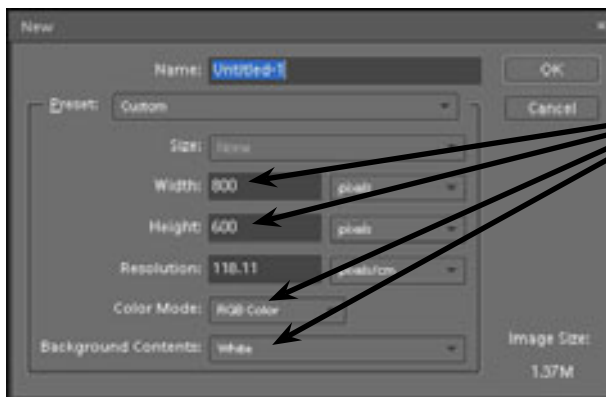 New
Name: Untitled-1
OK
Preset: Custom
Cancel
Size: None
Width: 800 pixels
Height: 600 pixels
Resolution: 118.11 pixels/cm
Color Mode: RGB Color
Background Contents: White
Image Size:
1.37M